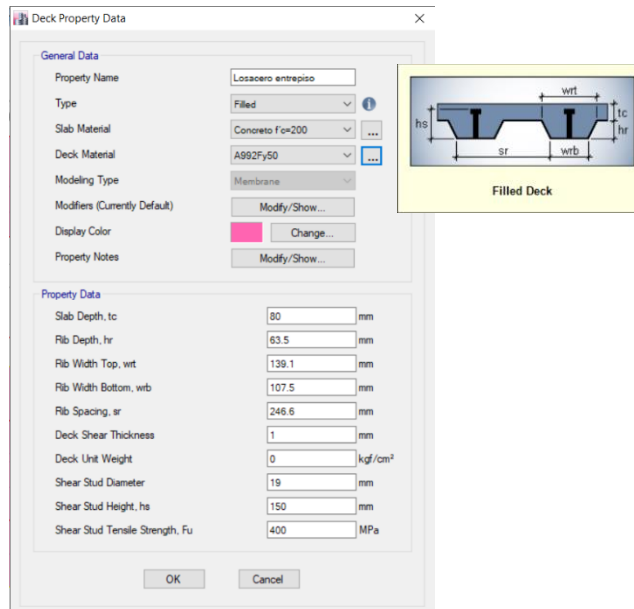 Deck Property Data
General Data
Property Name Losacero entrepiso
Type Filled
Slab Material Concreto f'c=200 ...
Deck Material A992Fy50 ...
Modeling Type Membrane
Modifiers (Currently Default) Modify/Show...
Display Color Change...
Property Notes Modify/Show...
Property Data
Slab Depth, tc 80 mm
Rib Depth, hr 63.5 mm
Rib Width Top, wrt 139.1 mm
Rib Width Bottom, wrb 107.5 mm
Rib Spacing, sr 246.6 mm
Deck Shear Thickness 1 mm
Deck Unit Weight 0 kgf/cm²
Shear Stud Diameter 19 mm
Shear Stud Height, hs 150 mm
Shear Stud Tensile Strength, Fu 400 MPa
OK Cancel
wrt
tc
hs
hr
sr wrb
Filled Deck